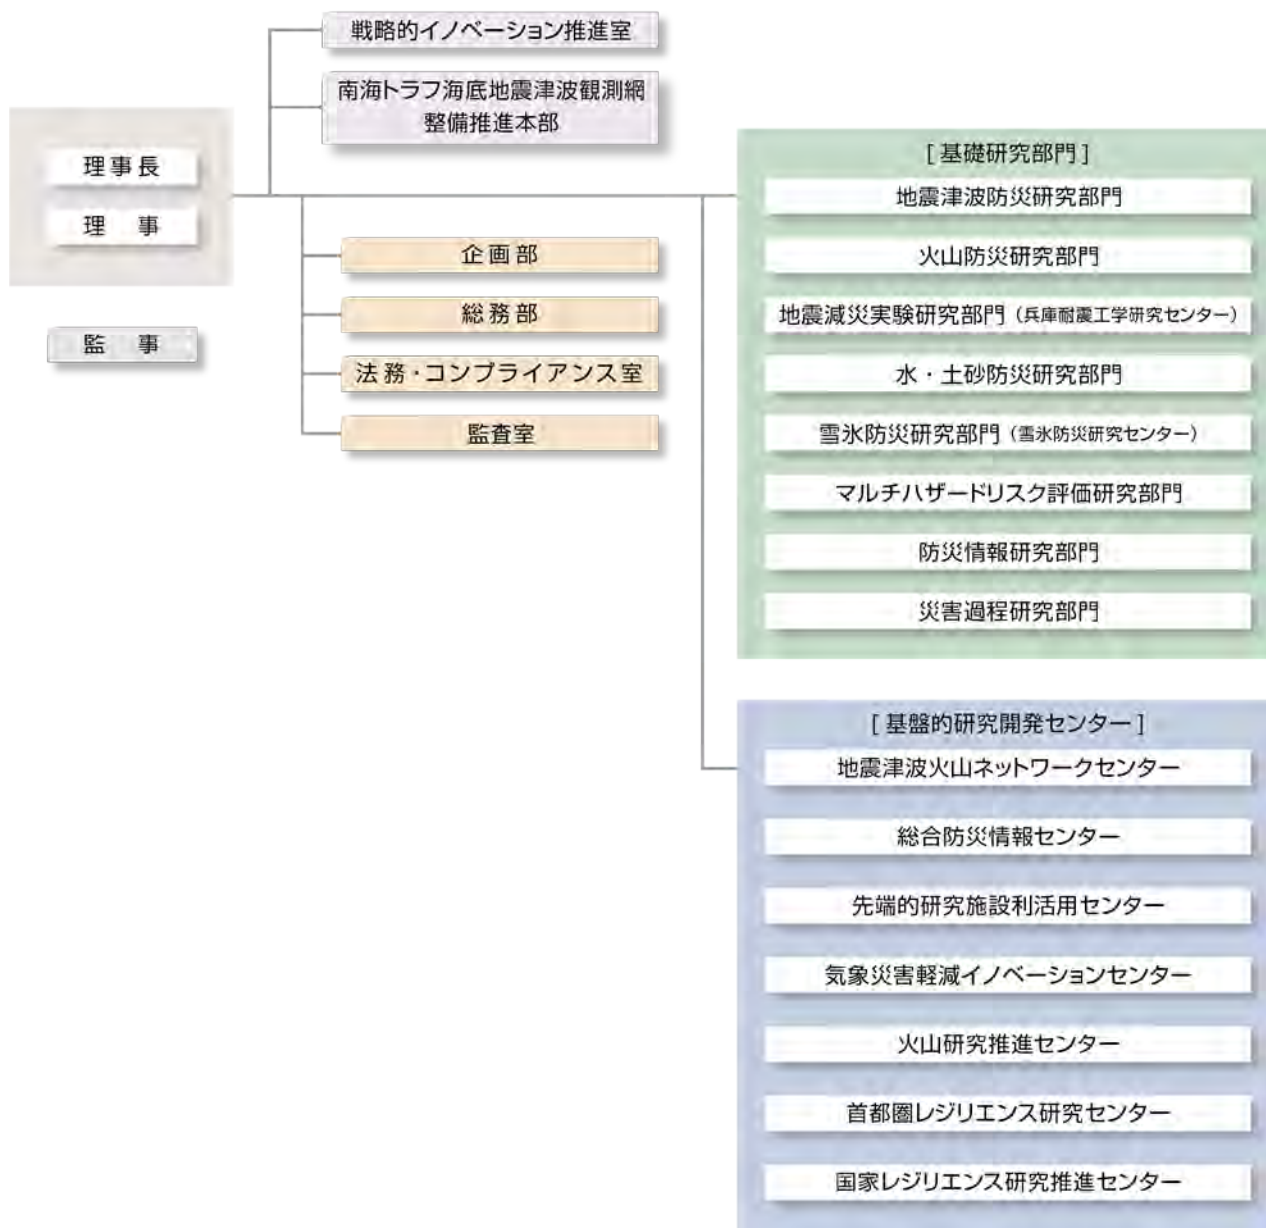 戦略的イノベーション推進室
南海トラフ海底地震津波観測網
整備推進本部
理事長
理　事
監　事
企画部
総務部
法務・コンプライアンス室
監査室
[ 基礎研究部門 ]
地震津波防災研究部門
火山防災研究部門
地震減災実験研究部門（兵庫耐震工学研究センター）
水・土砂防災研究部門
雪氷防災研究部門（雪氷防災研究センター）
マルチハザードリスク評価研究部門
防災情報研究部門
災害過程研究部門
[ 基盤的研究開発センター ]
地震津波火山ネットワークセンター
総合防災情報センター
先端的研究施設利活用センター
気象災害軽減イノベーションセンター
火山研究推進センター
首都圏レジリエンス研究センター
国家レジリエンス研究推進センター